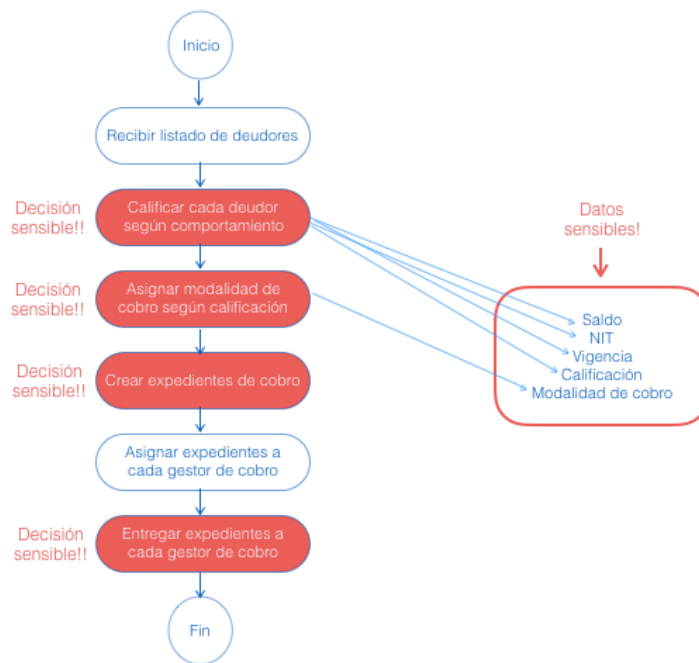 Inicio
Recibir listado de deudores
Decisión
sensible!!
Calificar cada deudor
según comportamiento
Datos
sensibles!
Decisión
sensible!!
Asignar modalidad de
cobro según calificación
Saldo
NIT
Vigencia
Calificación
Modalidad de cobro
Decisión
sensible!!
Crear expedientes de cobro
Asignar expedientes a
cada gestor de cobro
Decisión
sensible!!
Entregar expedientes a
cada gestor de cobro
Fin